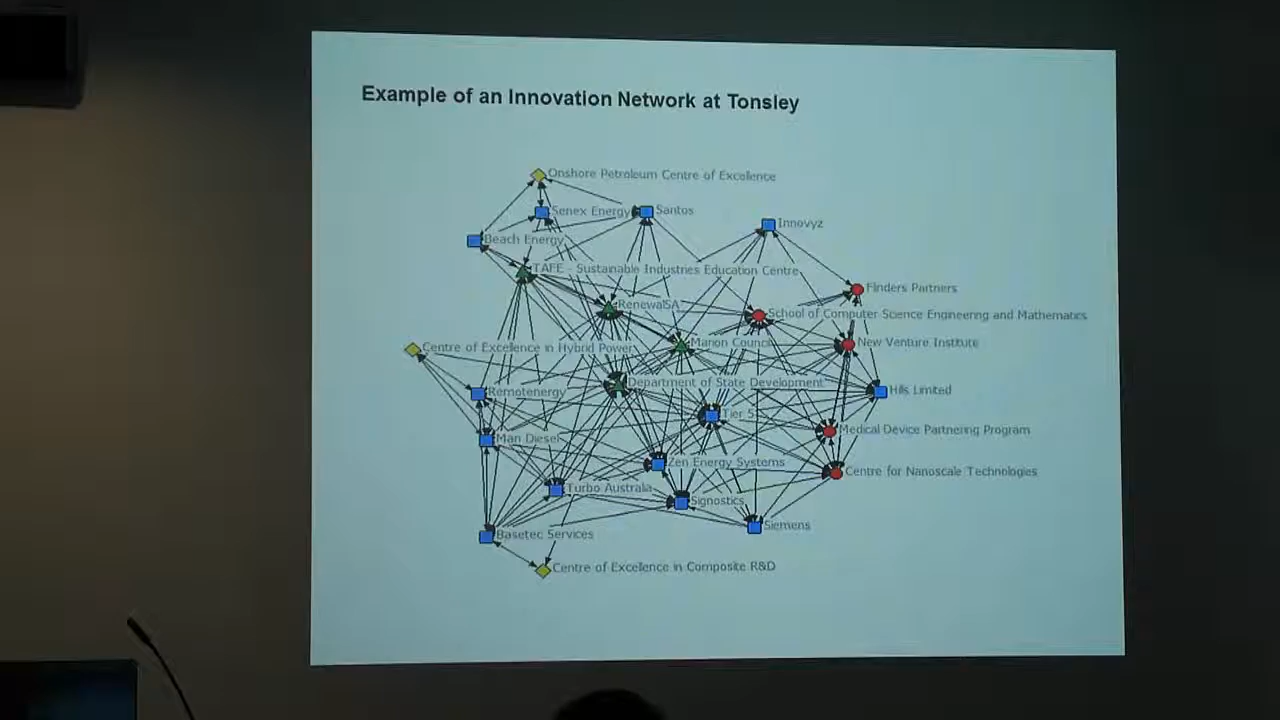 Example of an Innovation Network at Tonsley
Onshore Petroleum Centre of Excellence
Senex Energy
Santos
Innovyz
Beach Energy
TAFE - Sustainable Industries Education Centre
Flinders Partners
RenewalSA
School of Computer Science Engineering and Mathematics
Marion Council
New Venture Institute
Centre of Excellence in Hybrid Power
Department of State Development
Remotenergy
Hills Limited
Tier 5
Medical Device Partnering Program
Man Diesel
Zen Energy Systems
Centre for Nanoscale Technologies
Turbo Australia
Signostics
Siemens
Basetec Services
Centre of Excellence in Composite R&D